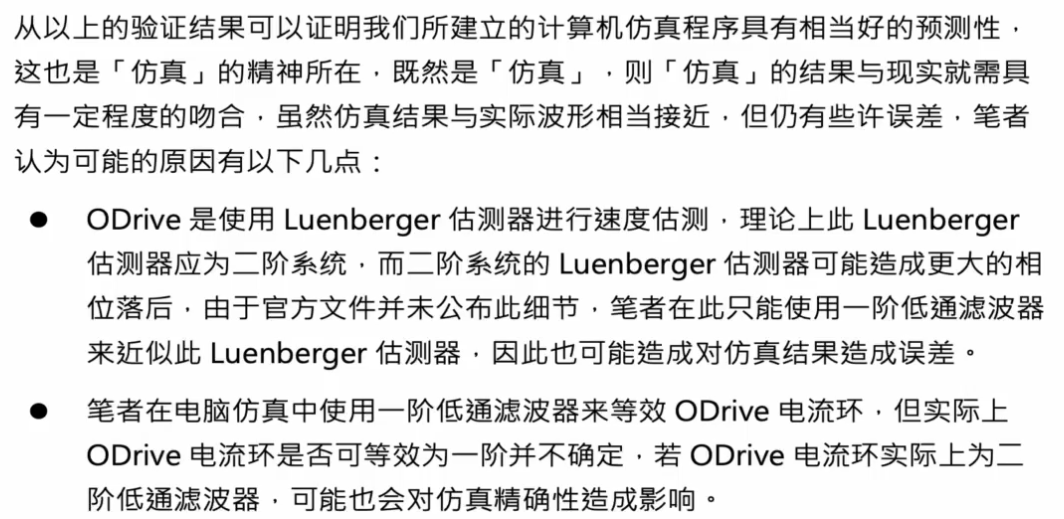 从以上的验证结果可以证明我们所建立的计算机仿真程序具有相当好的预测性，
这也是「仿真」的精神所在，既然是「仿真」，则「仿真」的结果与现实就需具
有一定程度的吻合，虽然仿真结果与实际波形相当接近，但仍有些许误差，笔者
认为可能的原因有以下几点：
● ODrive 是使用 Luenberger 估测器进行速度估测，理论上此 Luenberger
估测器应为二阶系统，而二阶系统的 Luenberger 估测器可能造成更大的相
位落后，由于官方文件并未公布此细节，笔者在此只能使用一阶低通滤波器
来近似此 Luenberger 估测器，因此也可能造成对仿真结果造成误差。
● 笔者在电脑仿真中使用一阶低通滤波器来等效 ODrive 电流环，但实际上
ODrive 电流环是否可等效为一阶并不确定，若 ODrive 电流环实际上为二
阶低通滤波器，可能也会对仿真精确性造成影响。